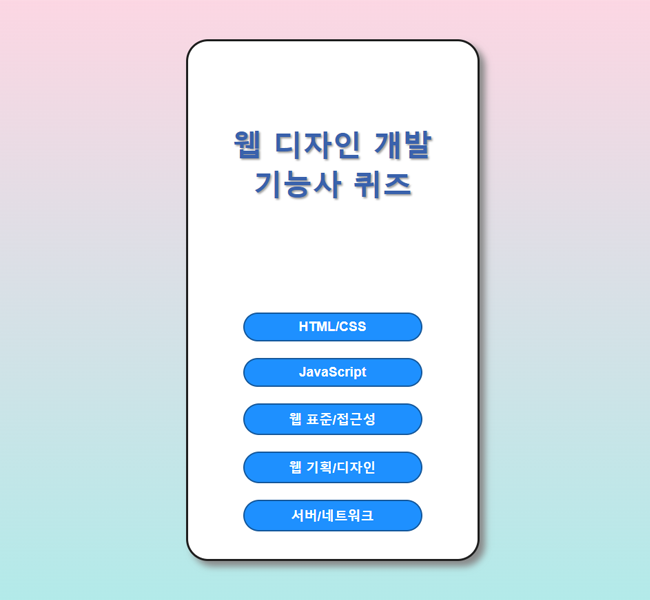 웹 디자인 개발
기능사 퀴즈
HTML/CSS
JavaScript
웹 표준/접근성
웹 기획/디자인
서버/네트워크